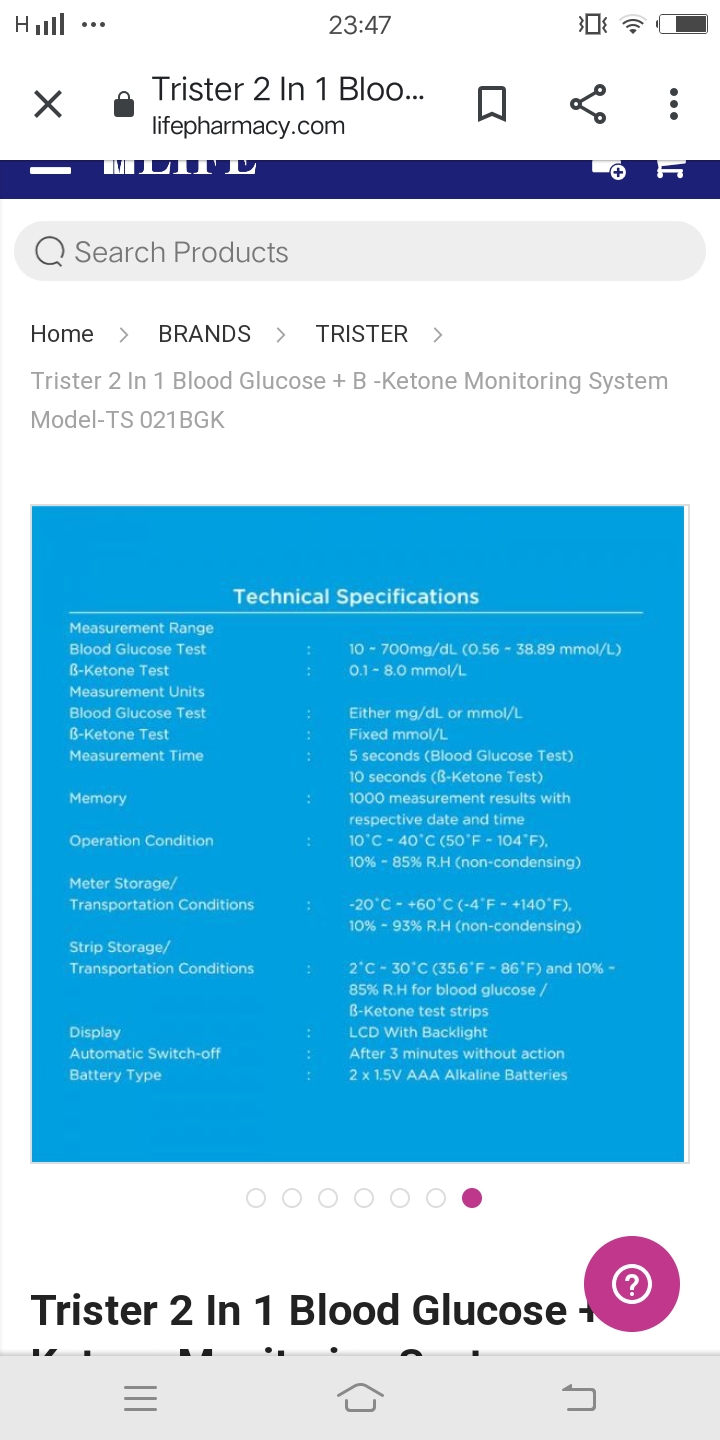 H
23:47
Trister 2 In 1 Bloo...
lifepharmacy.com
LIFE
Search Products
Home > BRANDS > TRISTER >
Trister 2 In 1 Blood Glucose + B -Ketone Monitoring System
Model-TS 021BGK
Technical Specifications
Measurement Range
Blood Glucose Test : 10 ~ 700mg/dL (0.56 ~ 38.89 mmol/L)
ß-Ketone Test : 0.1 ~ 8.0 mmol/L
Measurement Units
Blood Glucose Test : Either mg/dL or mmol/L
ß-Ketone Test : Fixed mmol/L
Measurement Time : 5 seconds (Blood Glucose Test)
10 seconds (ß-Ketone Test)
Memory : 1000 measurement results with
respective date and time
Operation Condition : 10˚C ~ 40˚C (50˚F ~ 104˚F),
10% ~ 85% R.H (non-condensing)
Meter Storage/
Transportation Conditions : -20˚C ~ +60˚C (-4˚F ~ +140˚F),
10% ~ 93% R.H (non-condensing)
Strip Storage/
Transportation Conditions : 2˚C ~ 30˚C (35.6˚F ~ 86˚F) and 10% ~
85% R.H for blood glucose /
ß-Ketone test strips
Display : LCD With Backlight
Automatic Switch-off : After 3 minutes without action
Battery Type : 2 x 1.5V AAA Alkaline Batteries
Trister 2 In 1 Blood Glucose +